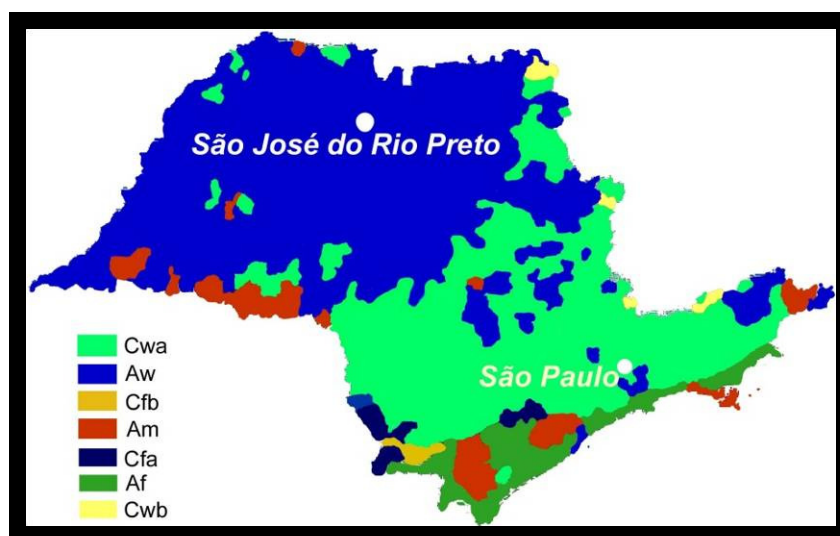 São José do Rio Preto
São Paulo
Cwa
Aw
Cfb
Am
Cfa
Af
Cwb